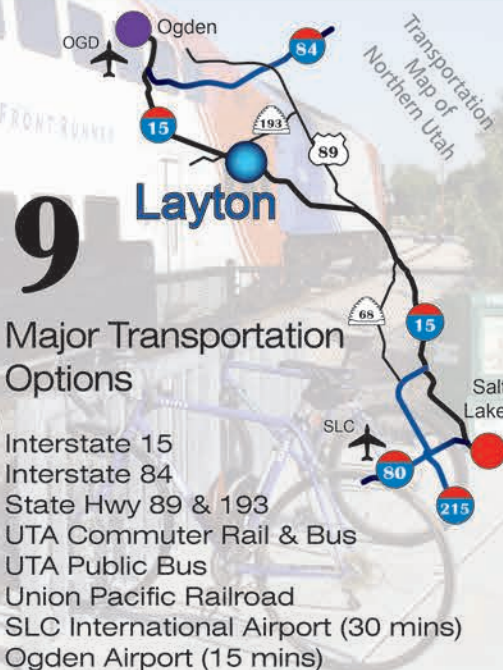 Ogden
OGD
84
Transportation
Map of
Northern Utah
FRONTRUNNER
15
193
89
Layton
9
Major Transportation
Options
68
15
Salt
Lake
SLC
80
215
Interstate 15
Interstate 84
State Hwy 89 & 193
UTA Commuter Rail & Bus
UTA Public Bus
Union Pacific Railroad
SLC International Airport (30 mins)
Ogden Airport (15 mins)